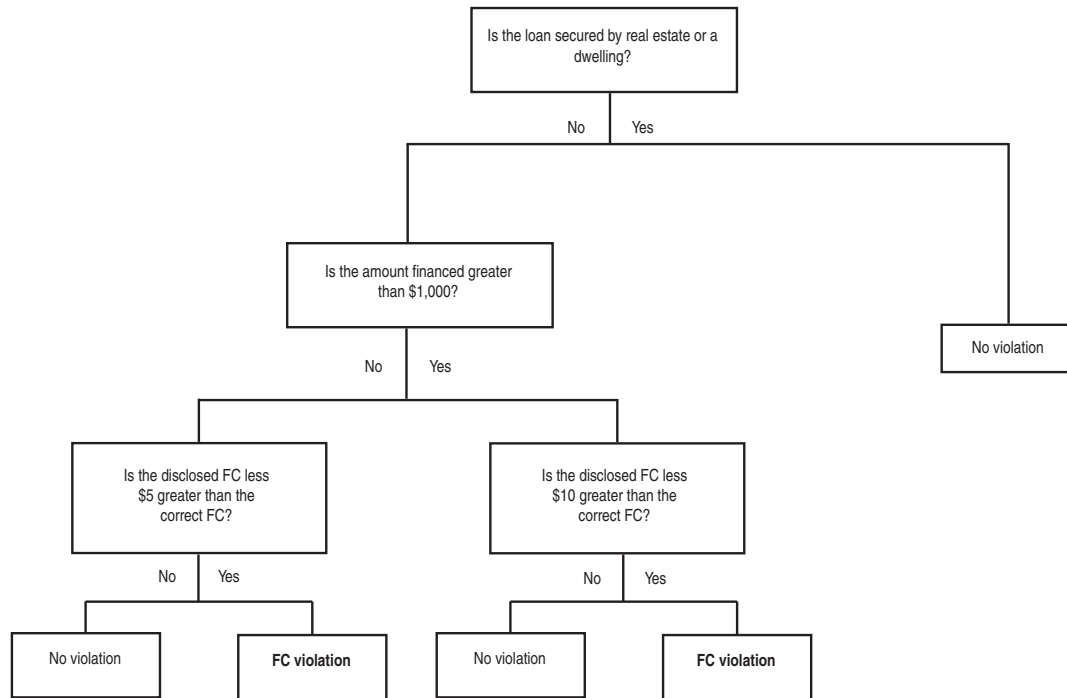 Is the loan secured by real estate or a
dwelling?
No
Yes
Is the amount financed greater
than $1,000?
No violation
No
Yes
Is the disclosed FC less
$5 greater than the
correct FC?
Is the disclosed FC less
$10 greater than the
correct FC?
No
Yes
No
Yes
No violation
FC violation
No violation
FC violation